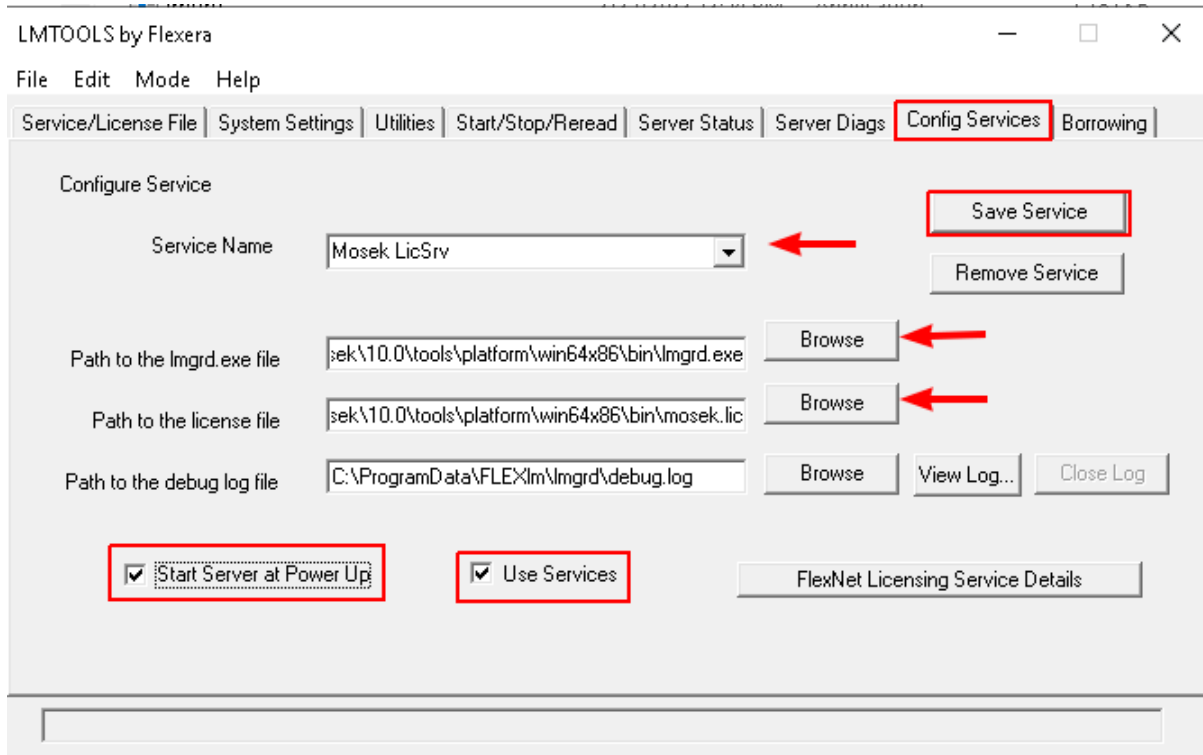 LMTOOLS by Flexera
File Edit Mode Help
Service/License File System Settings Utilities Start/Stop/Reread Server Status Server Diags Config Services Borrowing
Configure Service
Save Service
Service Name Mosek LicSrv
Remove Service
Path to the lmgrd.exe file sek\10.0\tools\platform\win64x86\bin\lmgrd.exe Browse
Path to the license file sek\10.0\tools\platform\win64x86\bin\mosek.lic Browse
Path to the debug log file C:\ProgramData\FLEXlm\lmgrd\debug.log Browse View Log... Close Log
Start Server at Power Up Use Services FlexNet Licensing Service Details